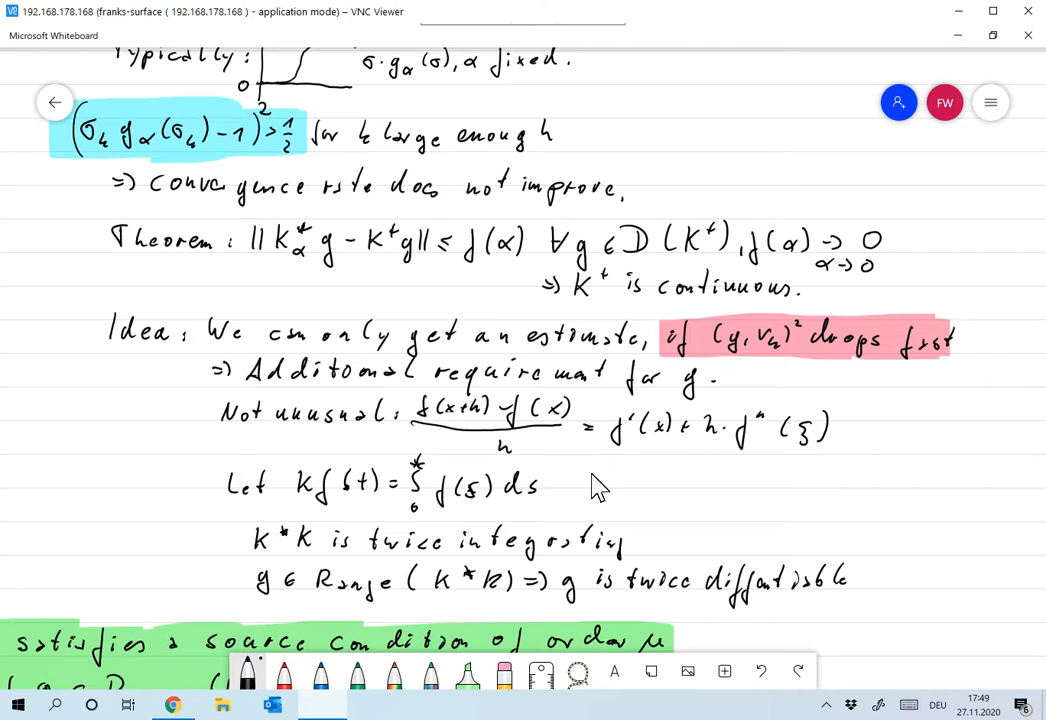 192.168.178.168 (franks-surface ( 192.168.178.168 ) - application mode) – VNC Viewer
Microsoft Whiteboard
Typically: 0 2 σ·g_α(σ), α fixed.
(σ_k g_α(σ_k) - 1) > 1/2 for k large enough
=> convergence rate does not improve.
Theorem: ||K_α^+ g - K^+ g|| ≤ f(α) ∀ g ∈ D(K^+), f(α) → 0
α → 0
=> K^+ is continuous.
Idea: We can only get an estimate, if (g, v_k)² drops fast
=> Additional requirement for g.
Not unusual: (f(x+h) - f(x)) / h = f'(x) + h · f''(ξ)
Let Kf(t) = ∫_0^t f(s) ds
K*K is twice integrating
g ∈ Range(K*K) => g is twice diffantiable
satisfies a source condition of order μ
FW
A
DEU
17:49
27.11.2020
6